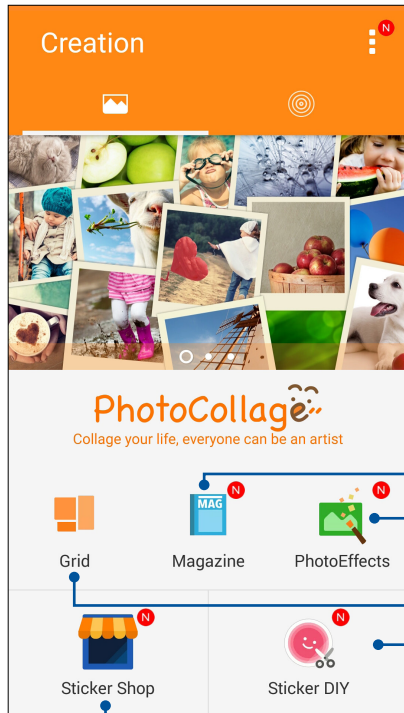 Creation
N
PhotoCollage
Collage your life, everyone can be an artist
MAG
N
N
Grid
Magazine
PhotoEffects
N
N
Sticker Shop
Sticker DIY